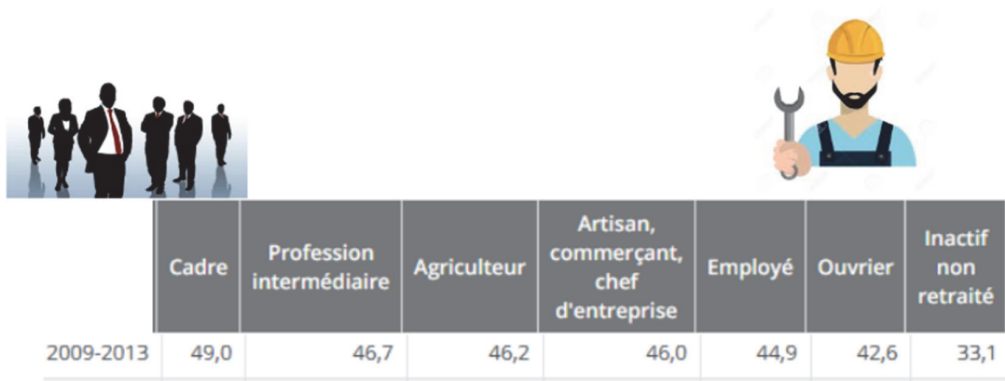 Cadre
Profession
intermédiaire
Agriculteur
Artisan,
commerçant,
chef
d'entreprise
Employé
Ouvrier
Inactif
non
retraité
2009-2013 49,0 46,7 46,2 46,0 44,9 42,6 33,1